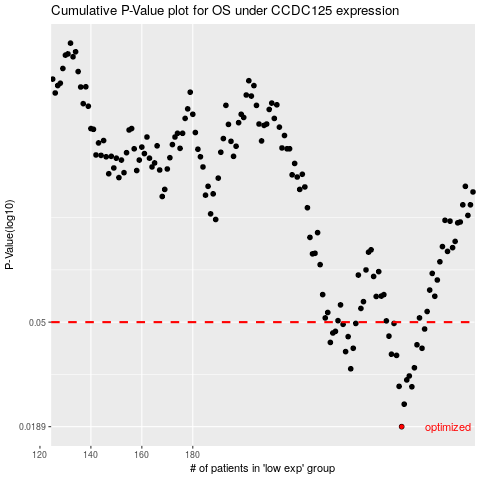 Cumulative P-Value plot for OS under CCDC125 expression
P-Value(log10)
0.05
0.0189
optimized
120 140 160 180
# of patients in 'low exp' group